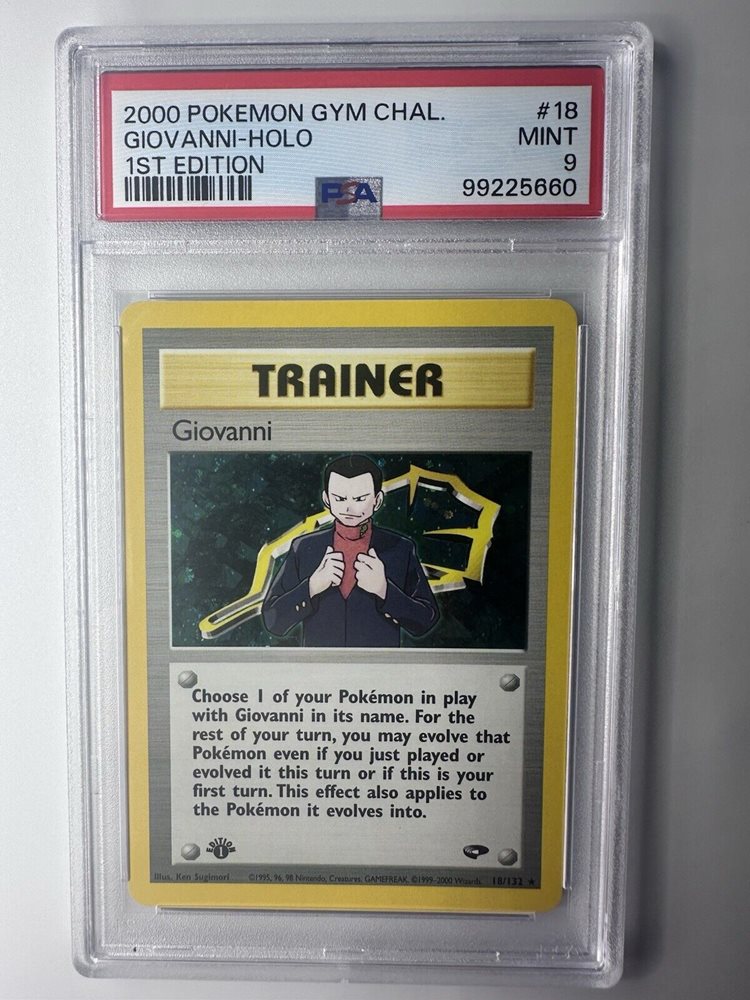 2000 POKEMON GYM CHAL. #18
GIOVANNI-HOLO MINT
1ST EDITION 9
PSA 99225660
TRAINER
Giovanni
Choose 1 of your Pokémon in play
with Giovanni in its name. For the
rest of your turn, you may evolve that
Pokémon even if you just played or
evolved it this turn or if this is your
first turn. This effect also applies to
the Pokémon it evolves into.
EDITION
1
Illus. Ken Sugimori ©1995, 96, 98 Nintendo, Creatures, GAMEFREAK. ©1999-2000 Wizards. 18/132 ★